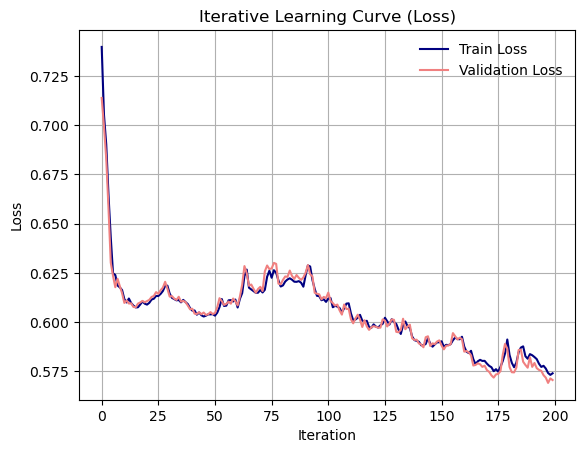 Iterative Learning Curve (Loss)
Train Loss
Validation Loss
Loss
0.725
0.700
0.675
0.650
0.625
0.600
0.575
0 25 50 75 100 125 150 175 200
Iteration